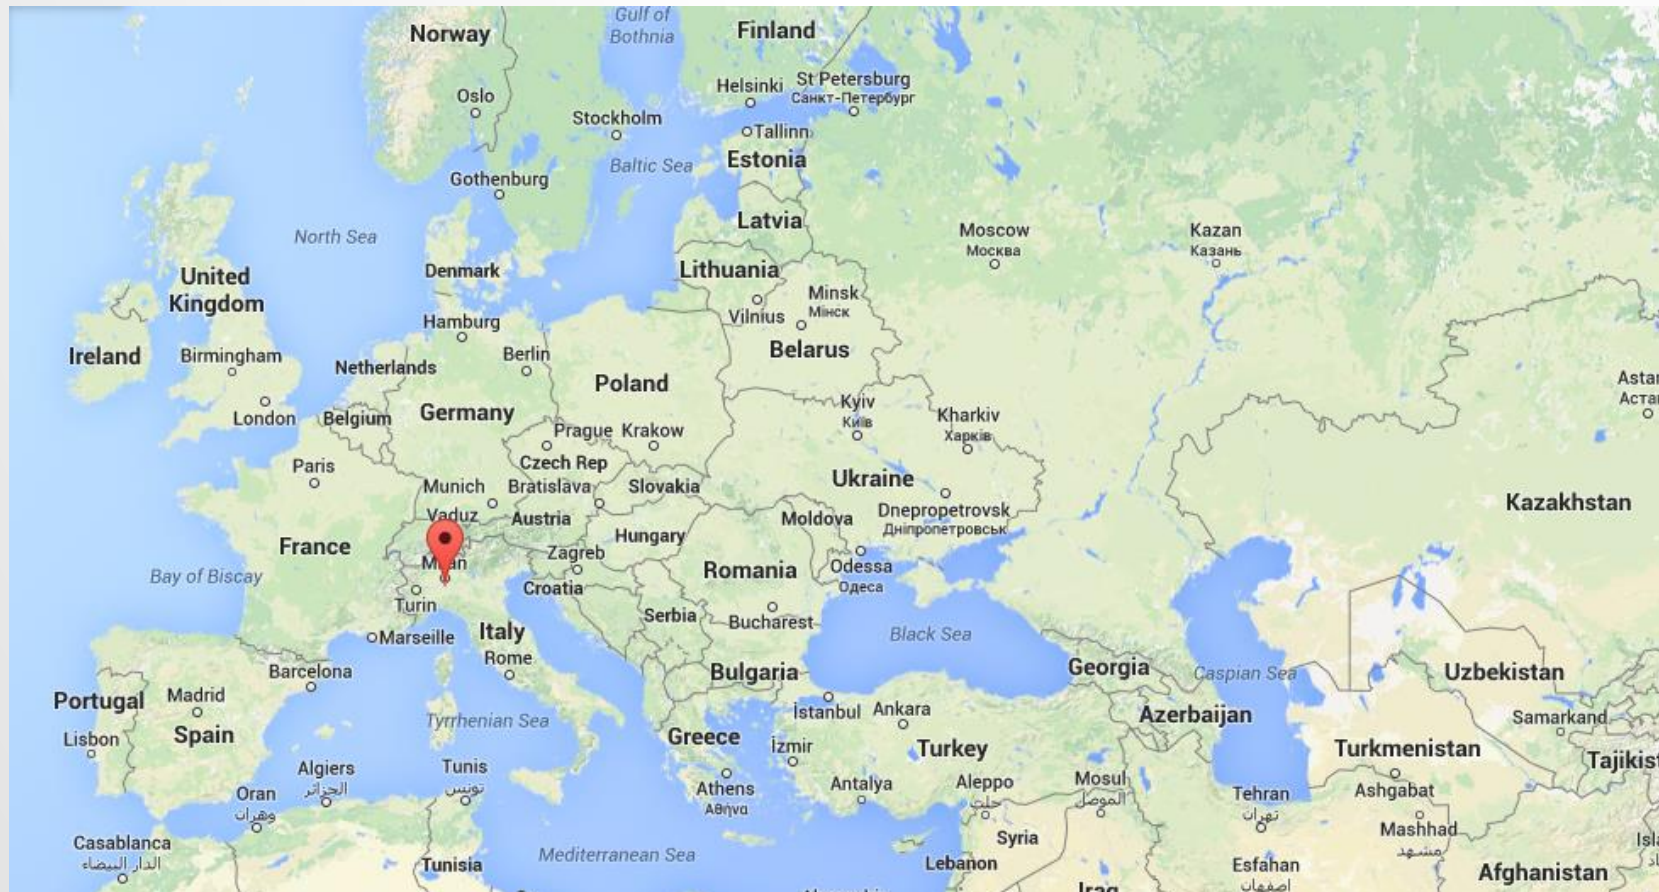 Norway
Gulf of
Bothnia
Finland
Oslo
Helsinki
St Petersburg
Санкт-Петербург
Stockholm
Tallinn
Baltic Sea
Estonia
Gothenburg
Latvia
North Sea
Moscow
Москва
Kazan
Казань
United
Kingdom
Denmark
Lithuania
Minsk
Мінск
Vilnius
Hamburg
Ireland
Birmingham
Netherlands
Berlin
Belarus
Poland
Astar
Аста
London
Belgium
Germany
Kyiv
Київ
Kharkiv
Харків
Prague
Krakow
Czech Rep
Paris
Munich
Bratislava
Slovakia
Ukraine
Kazakhstan
Vaduz
Austria
Moldova
Dnepropetrovsk
Дніпропетровськ
France
Hungary
Zagreb
Bay of Biscay
Romania
Odessa
Одеса
Croatia
Turin
Serbia
Bucharest
Marseille
Italy
Black Sea
Rome
Barcelona
Bulgaria
Georgia
Caspian Sea
Uzbekistan
Portugal
Madrid
Spain
Lisbon
Tyrrhenian Sea
İstanbul
Ankara
Azerbaijan
Samarkand
Greece
İzmir
Turkey
Turkmenistan
Tajikist
Algiers
الجزائر
Tunis
تونس
Athens
Αθήνα
Antalya
Aleppo
حلب
Mosul
الموصل
Tehran
تهران
Ashgabat
Oran
وهران
Casablanca
الدار البيضاء
Mashhad
مشهد
Syria
Tunisia
Mediterranean Sea
Lebanon
Esfahan
اصفهان
Afghanistan
Iraq